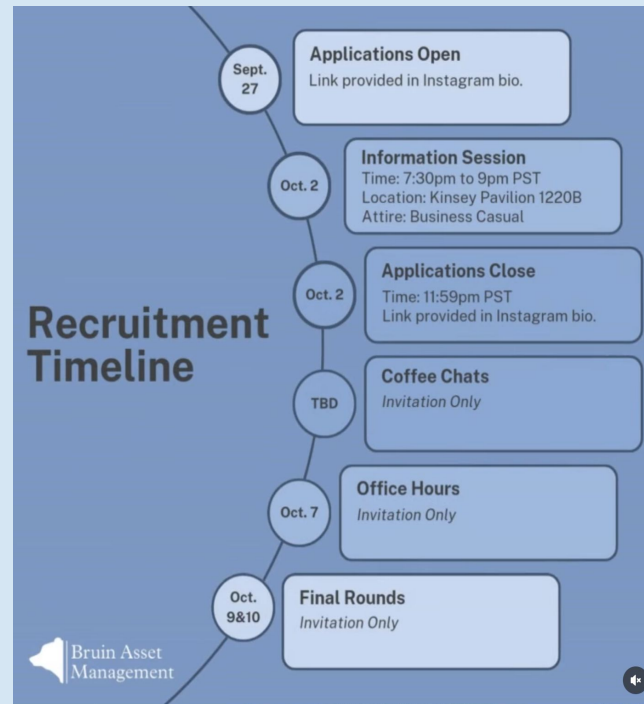 Recruitment
Timeline
Sept.
27
Applications Open
Link provided in Instagram bio.
Oct. 2
Information Session
Time: 7:30pm to 9pm PST
Location: Kinsey Pavilion 1220B
Attire: Business Casual
Oct. 2
Applications Close
Time: 11:59pm PST
Link provided in Instagram bio.
TBD
Coffee Chats
Invitation Only
Oct. 7
Office Hours
Invitation Only
Oct.
9&10
Final Rounds
Invitation Only
Bruin Asset
Management